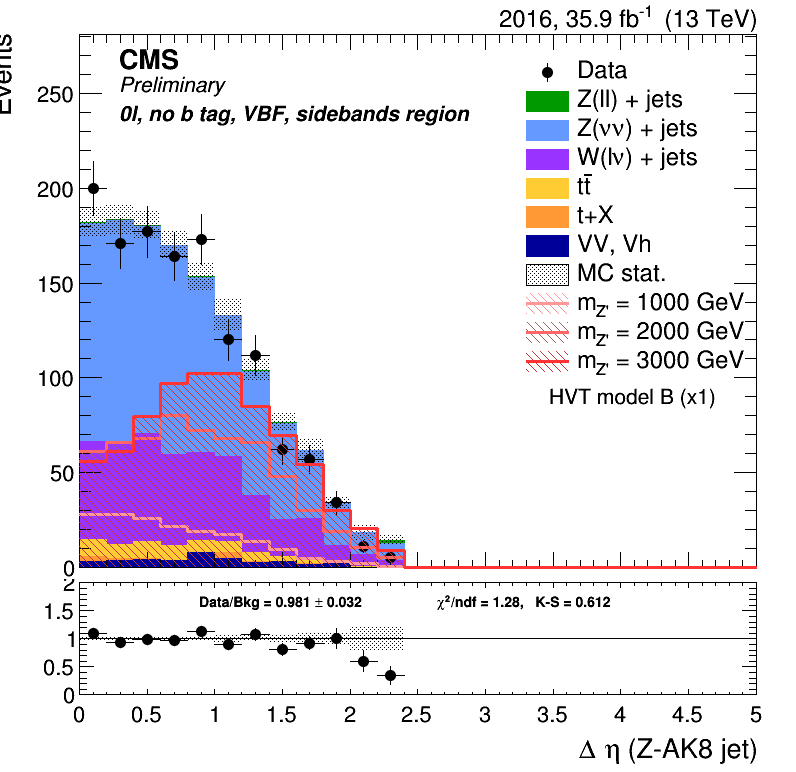 2016, 35.9 fb⁻¹ (13 TeV)
Events
CMS
Preliminary
0l, no b tag, VBF, sidebands region
Data
Z(ll) + jets
Z(νν) + jets
W(lν) + jets
tt̄
t+X
VV, Vh
MC stat.
m_Z' = 1000 GeV
m_Z' = 2000 GeV
m_Z' = 3000 GeV
HVT model B (x1)
250
200
150
100
50
0
Data/Bkg = 0.981 ± 0.032 χ²/ndf = 1.28, K-S = 0.612
2
1.5
1
0.5
0
0 0.5 1 1.5 2 2.5 3 3.5 4 4.5 5
Δ η (Z-AK8 jet)